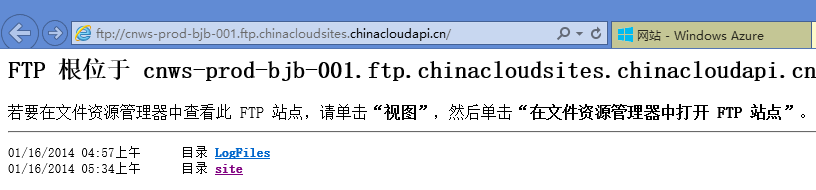 ftp://cnws-prod-bjb-001.ftp.chinacloudsites.chinacloudapi.cn/
网站 - Windows Azure
FTP 根位于 cnws-prod-bjb-001.ftp.chinacloudsites.chinacloudapi.cn
若要在文件资源管理器中查看此 FTP 站点，请单击“视图”，然后单击“在文件资源管理器中打开 FTP 站点”。
01/16/2014 04:57上午 目录 LogFiles
01/16/2014 05:34上午 目录 site